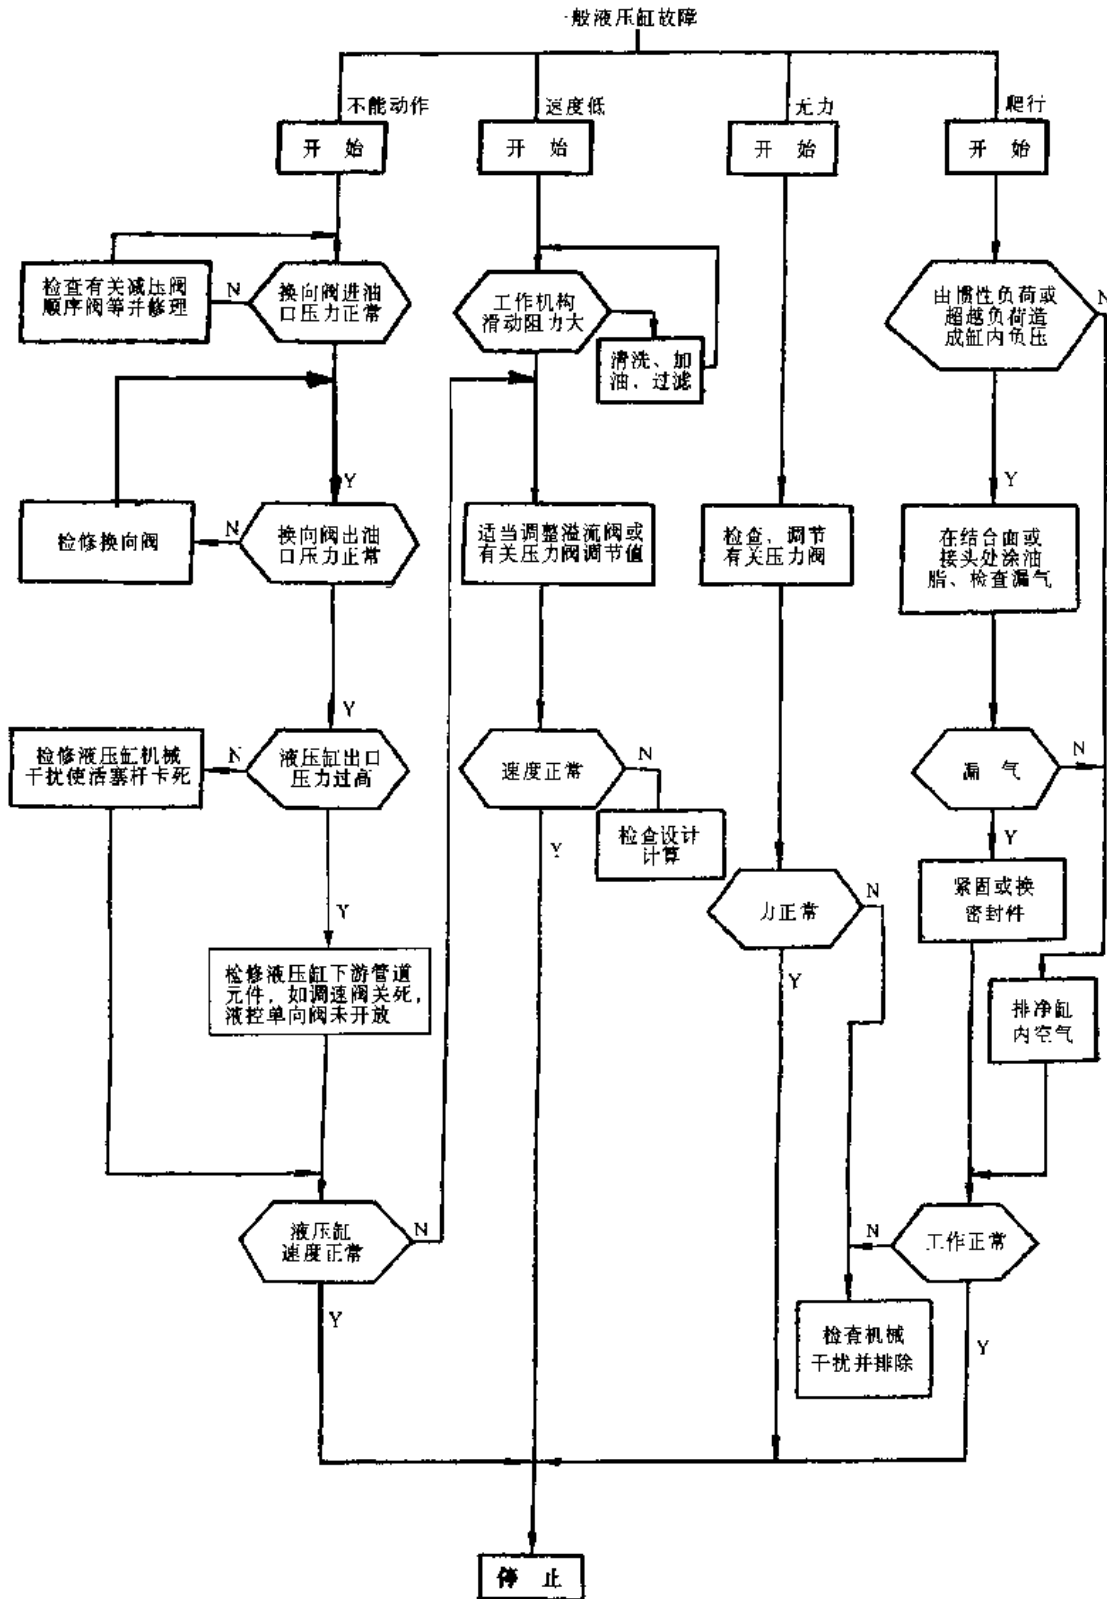 一般液压缸故障
不能动作
速度低
无力
爬行
开 始
开 始
开 始
开 始
检查有关减压阀
顺序阀等并修理
N
换向阀进油
口压力正常
工作机构
滑动阻力大
清洗、加
油、过滤
由惯性负荷或
超越负荷造
成缸内负压
N
Y
Y
检修换向阀
N
换向阀出油
口压力正常
适当调整溢流阀或
有关压力阀调节值
检查、调节
有关压力阀
在结合面或
接头处涂油
脂、检查漏气
Y
检修液压缸机械
干扰使活塞杆卡死
N
液压缸出口
压力过高
速度正常
N
检查设计
计算
Y
漏 气
N
Y
紧固或换
密封件
力正常
N
Y
Y
检修液压缸下游管道
元件，如调速阀关死，
液控单向阀未开放
排净缸
内空气
液压缸
速度正常
N
Y
工作正常
N
Y
检查机械
干扰并排除
停 止